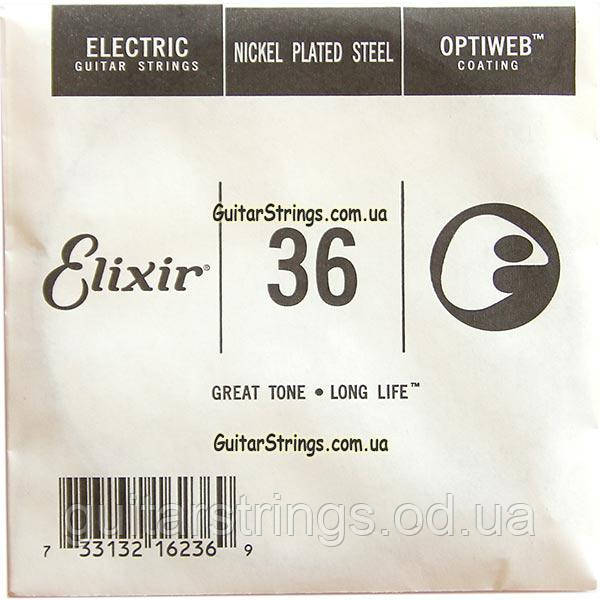 ELECTRIC
GUITAR STRINGS
NICKEL PLATED STEEL
OPTIWEB™
COATING
GuitarStrings.com.ua
Elixir®
36
GREAT TONE • LONG LIFE™
GuitarStrings.com.ua
guitarstrings.od.ua
7 33132 16236 9